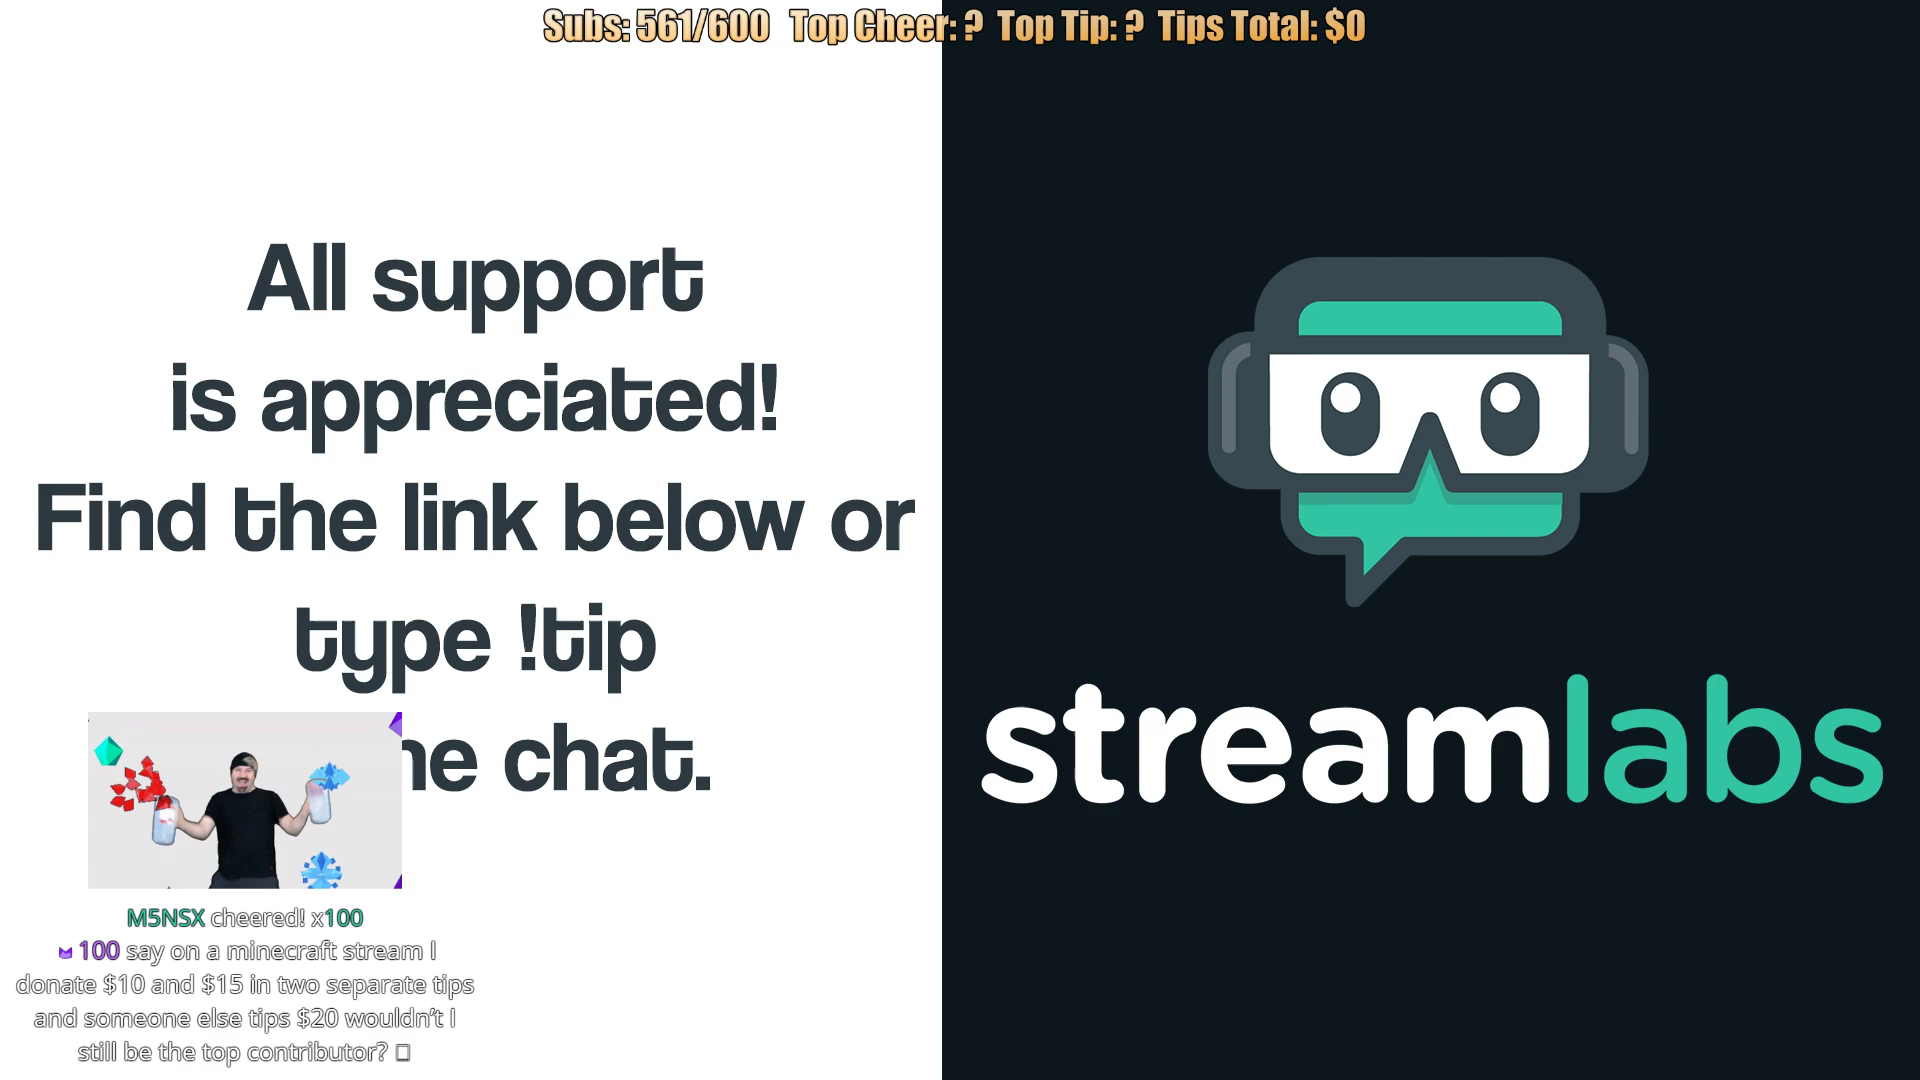 Subs: 561/600 Top Cheer: ? Top Tip: ? Tips Total: $0
All support
is appreciated!
Find the link below or
type !tip
he chat.
streamlabs
M5NSX cheered! x100
100 say on a minecraft stream I
donate $10 and $15 in two separate tips
and someone else tips $20 wouldn't I
still be the top contributor?